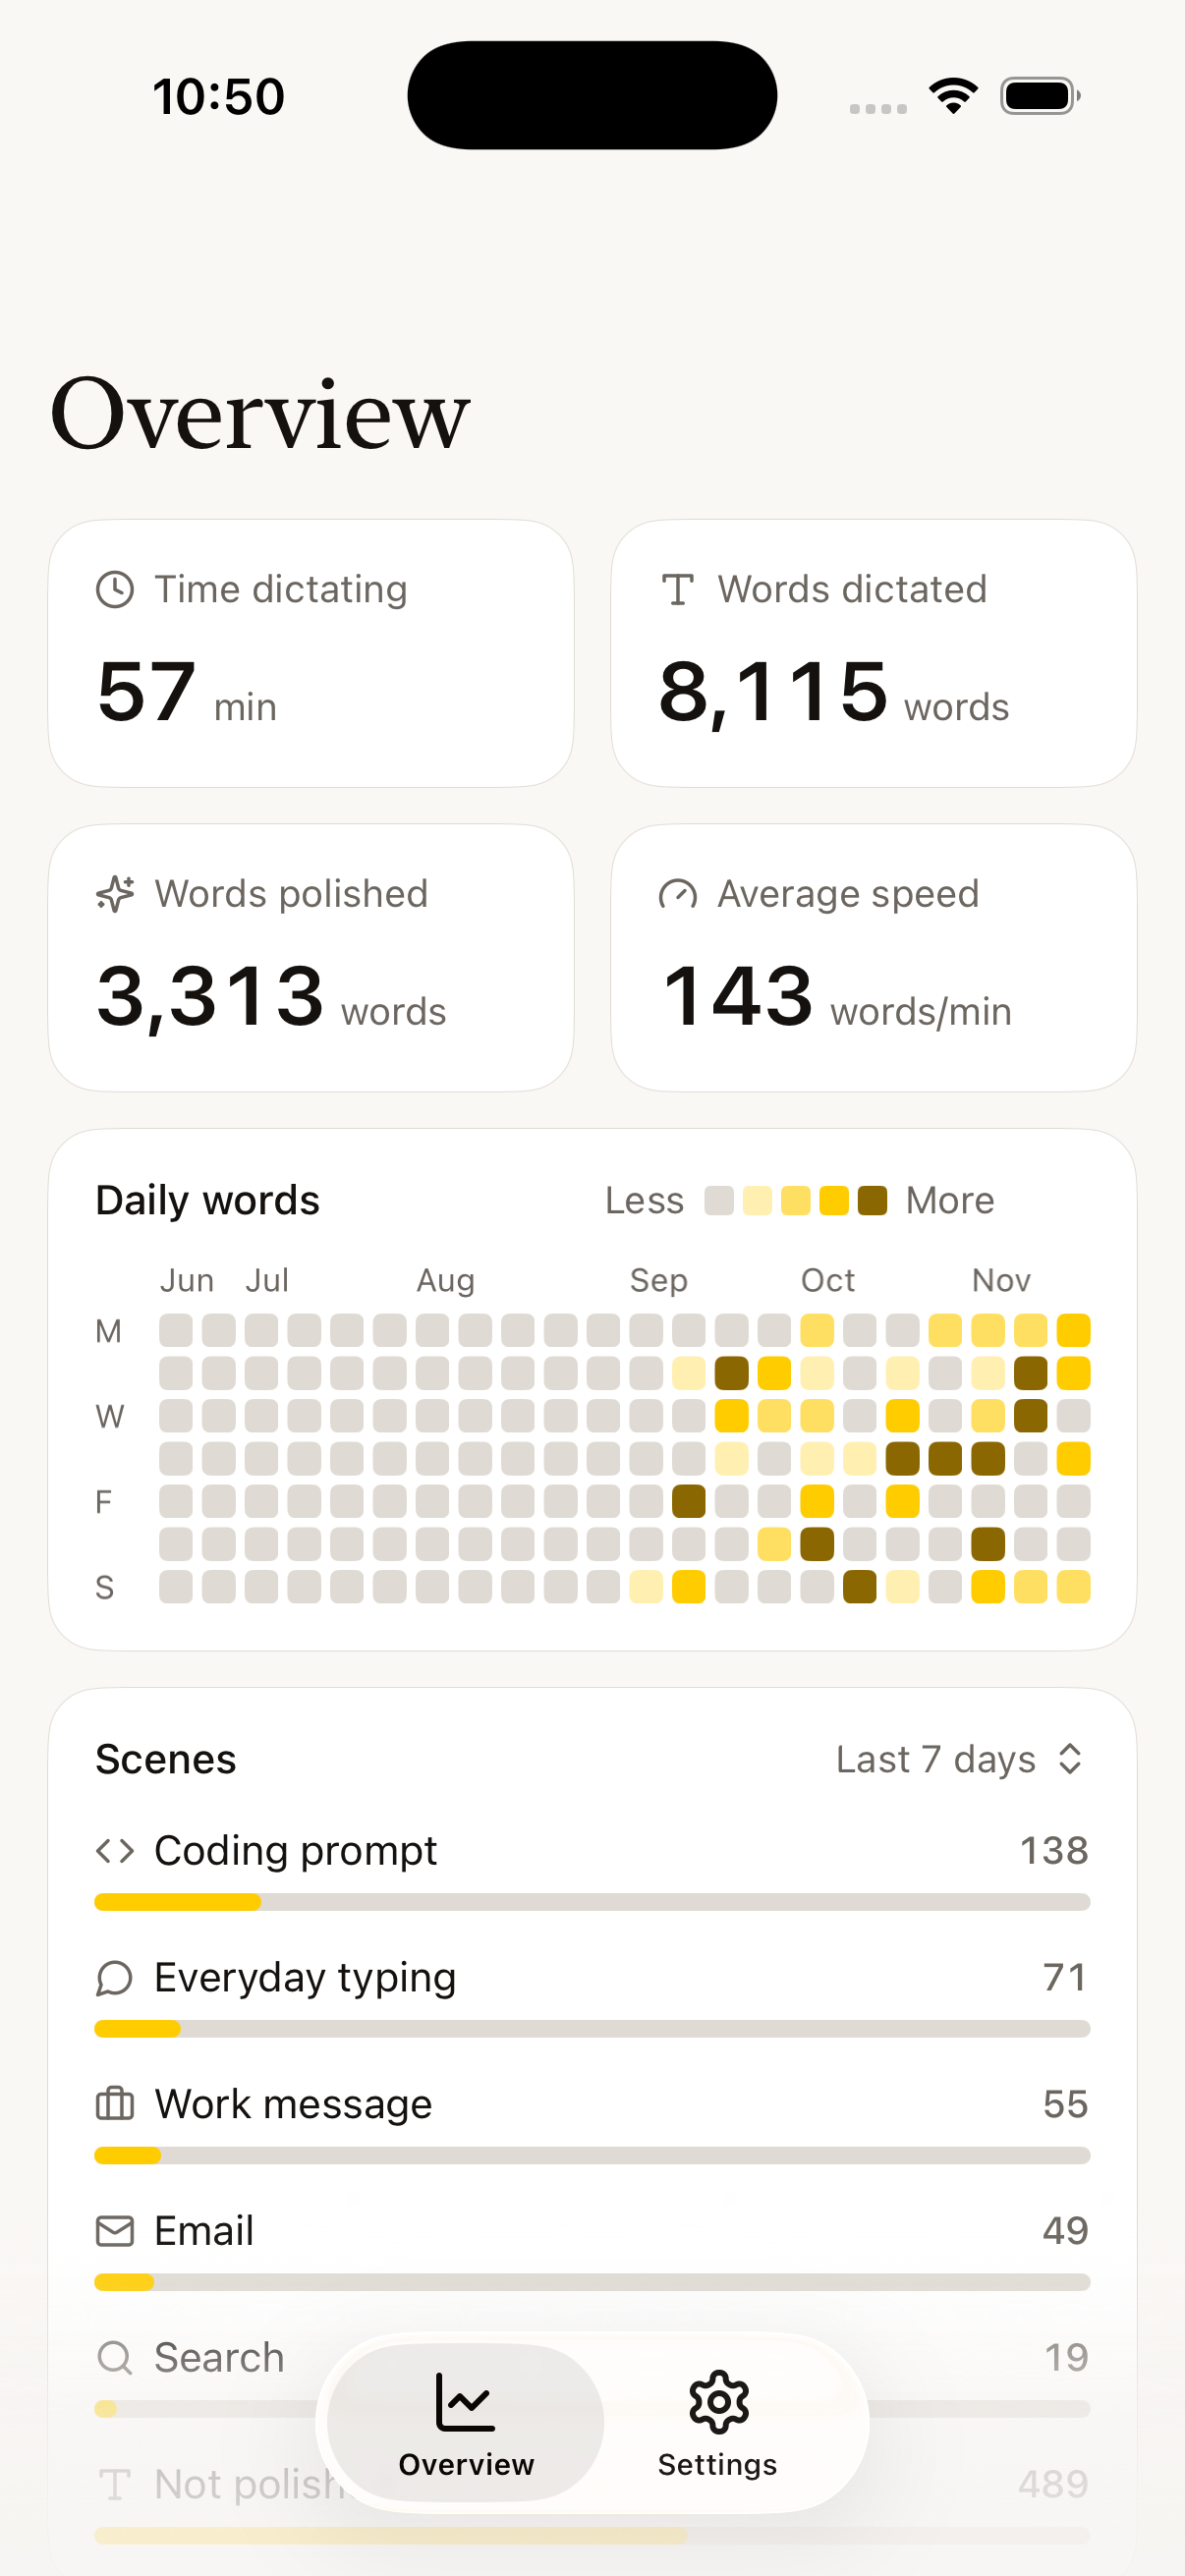 10:50
Overview
Time dictating
57 min
Words dictated
8,115 words
Words polished
3,313 words
Average speed
143 words/min
Daily words
Less More
Jun Jul Aug Sep Oct Nov
M
W
F
S
Scenes
Last 7 days
Coding prompt 138
Everyday typing 71
Work message 55
Email 49
Search 19
Not polish 489
Overview
Settings